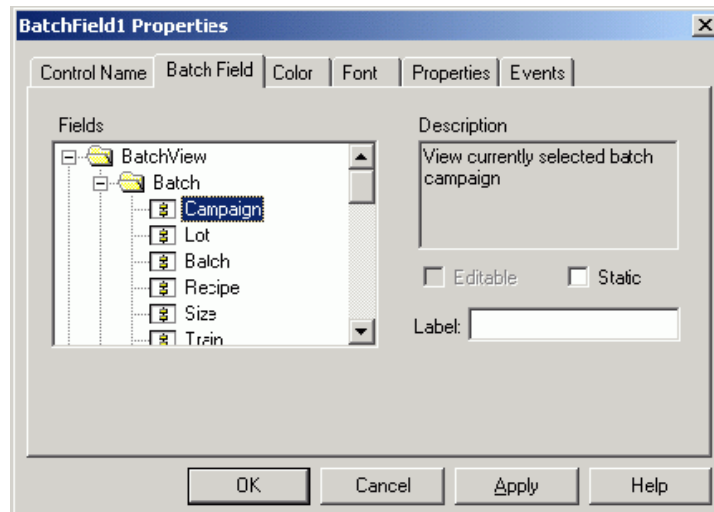 BatchField1 Properties
Control Name Batch Field Color Font Properties Events
Fields
BatchView
Batch
Campaign
Lot
Batch
Recipe
Size
Train
Description
View currently selected batch
campaign
Editable Static
Label:
OK Cancel Apply Help